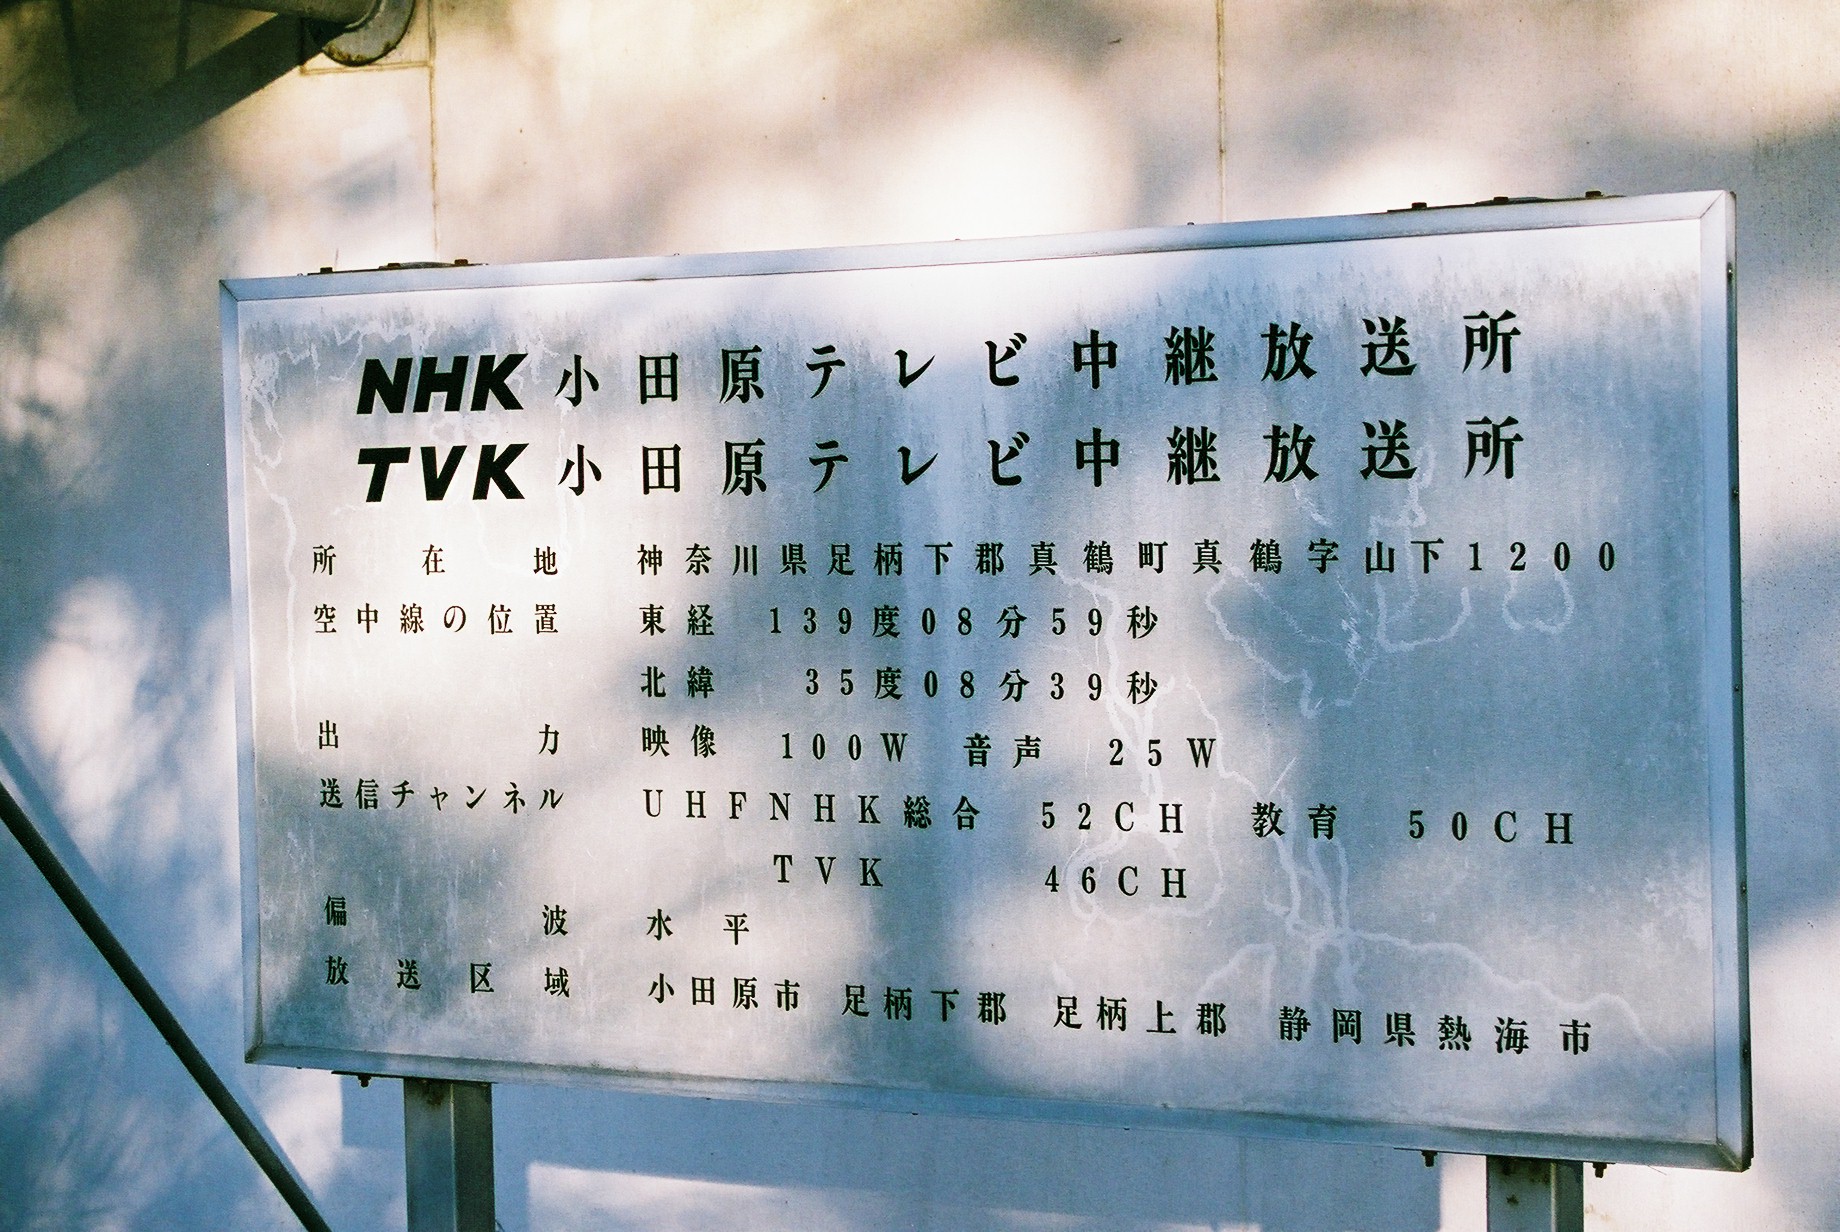 NHK小田原テレビ中継放送所
TVK小田原テレビ中継放送所
所在地 神奈川県足柄下郡真鶴町真鶴字山下1200
空中線の位置 東経 139度08分59秒
北緯 35度08分39秒
出力 映像 100W 音声 25W
送信チャンネル UHFNHK総合 52CH 教育 50CH
TVK 46CH
偏波 水平
放送区域 小田原市 足柄下郡 足柄上郡 静岡県熱海市